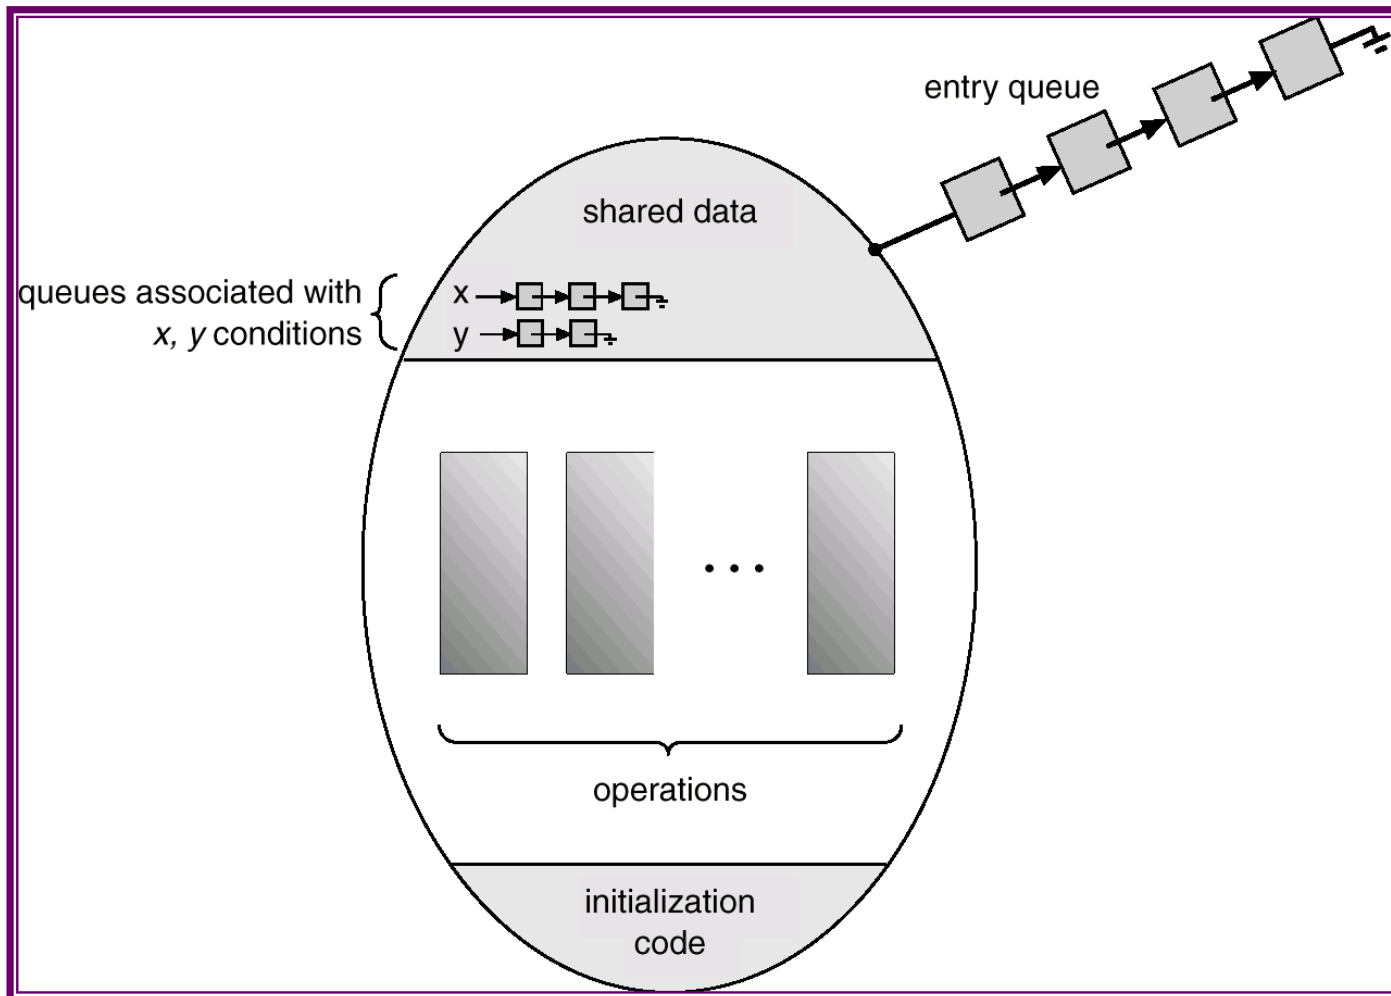 entry queue
shared data
queues associated with
x, y conditions
x
y
...
operations
initialization
code